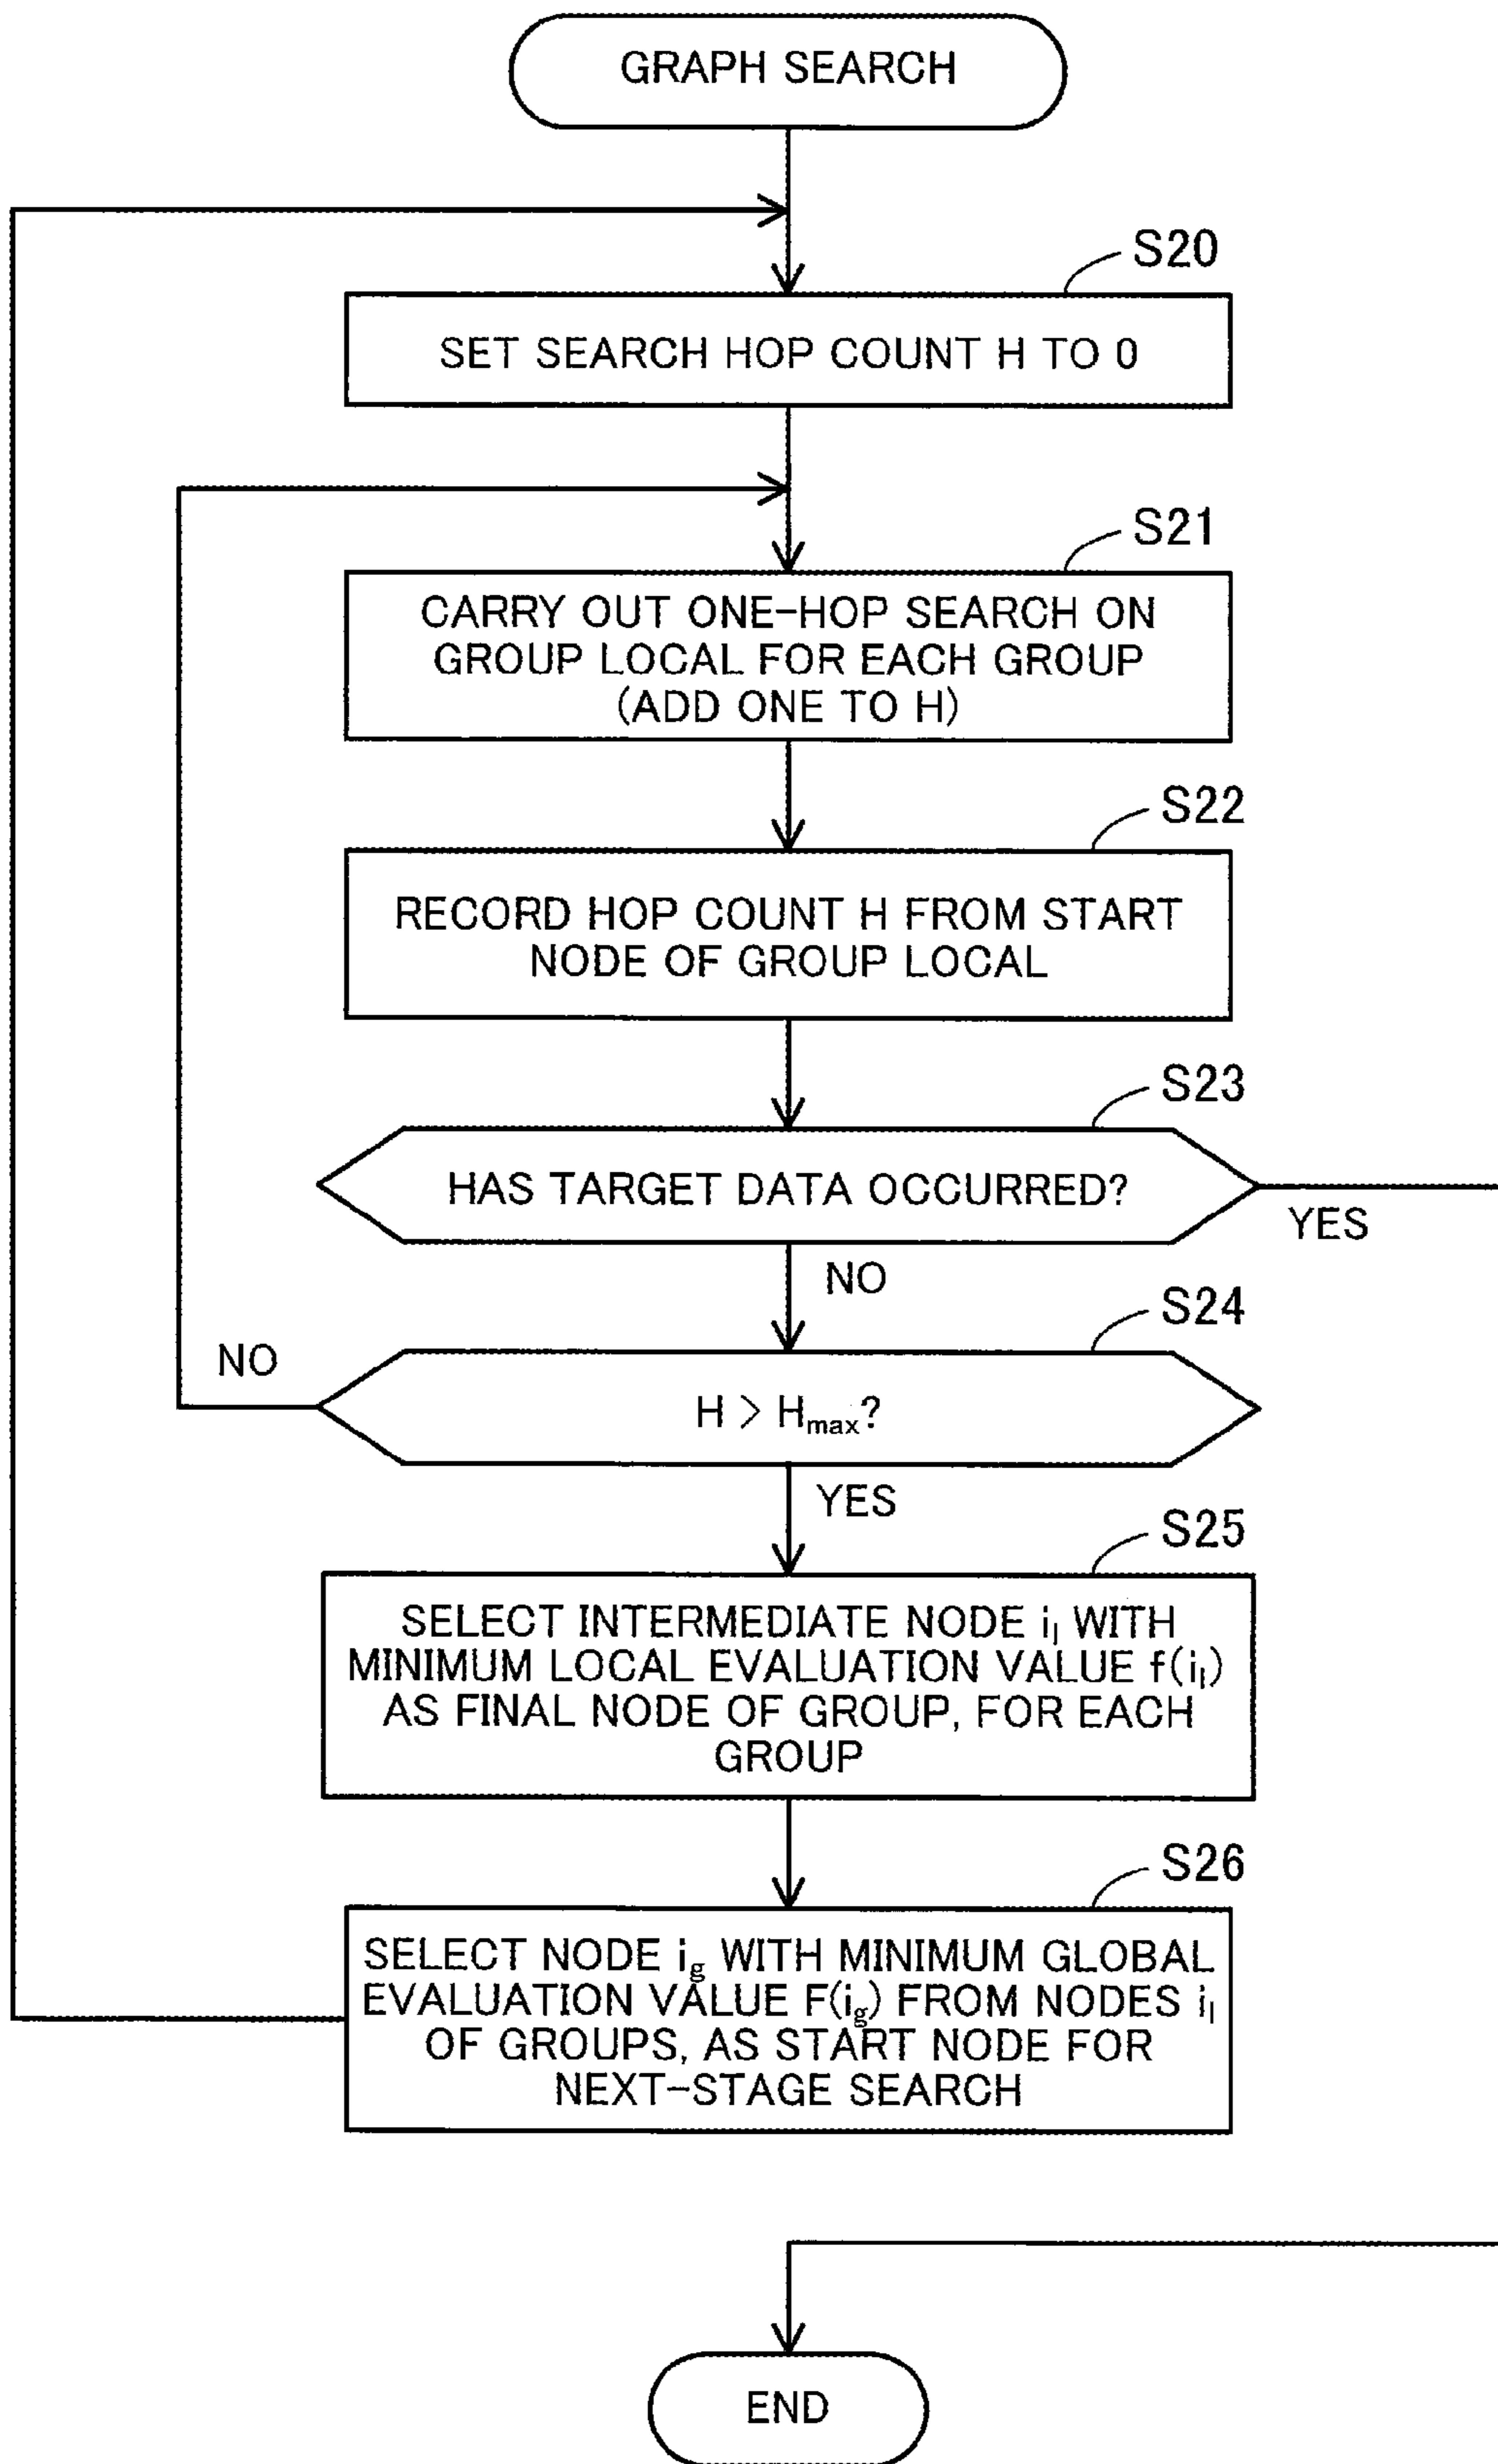 GRAPH SEARCH
S20
SET SEARCH HOP COUNT H TO 0
S21
CARRY OUT ONE-HOP SEARCH ON
GROUP LOCAL FOR EACH GROUP
(ADD ONE TO H)
S22
RECORD HOP COUNT H FROM START
NODE OF GROUP LOCAL
S23
HAS TARGET DATA OCCURRED?
YES
NO
S24
NO
H > Hmax?
YES
S25
SELECT INTERMEDIATE NODE il WITH
MINIMUM LOCAL EVALUATION VALUE f(il)
AS FINAL NODE OF GROUP, FOR EACH
GROUP
S26
SELECT NODE ig WITH MINIMUM GLOBAL
EVALUATION VALUE F(ig) FROM NODES il
OF GROUPS, AS START NODE FOR
NEXT-STAGE SEARCH
END